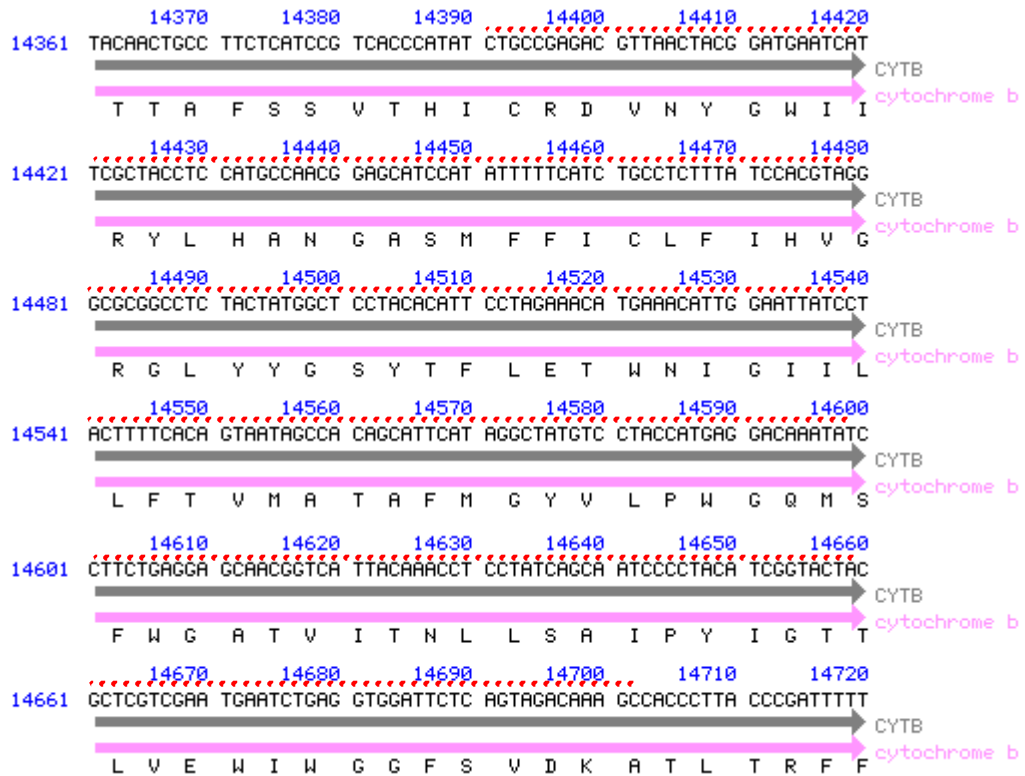 14370 14380 14390 14400 14410 14420
14361 TACAACTGCC TTCTCATCCG TCACCCATAT CTGCCGAGAC GTTAACTACG GATGAATCAT
CYTB
cytochrome b
T T A F S S V T H I C R D V N Y G W I I
14430 14440 14450 14460 14470 14480
14421 TCGCTACCTC CATGCCAACG GAGCATCCAT ATTTTTCATC TGCCTCTTTA TCCACGTAGG
CYTB
cytochrome b
R Y L H A N G A S M F F I C L F I H V G
14490 14500 14510 14520 14530 14540
14481 GCGCGGCCTC TACTATGGCT CCTACACATT CCTAGAAACA TGAAACATTG GAATTATCCT
CYTB
cytochrome b
R G L Y Y G S Y T F L E T W N I G I I L
14550 14560 14570 14580 14590 14600
14541 ACTTTTCACA GTAATAGCCA CAGCATTCAT AGGCTATGTC CTACCATGAG GACAAATATC
CYTB
cytochrome b
L F T V M A T A F M G Y V L P W G Q M S
14610 14620 14630 14640 14650 14660
14601 CTTCTGAGGA GCAACGGTCA TTACAAACCT CCTATCAGCA ATCCCCTACA TCGGTACTAC
CYTB
cytochrome b
F W G A T V I T N L L S A I P Y I G T T
14670 14680 14690 14700 14710 14720
14661 GCTCGTCGAA TGAATCTGAG GTGGATTCTC AGTAGACAAA GCCACCCTTA CCCGATTTTT
CYTB
cytochrome b
L V E W I W G G F S V D K A T L T R F F